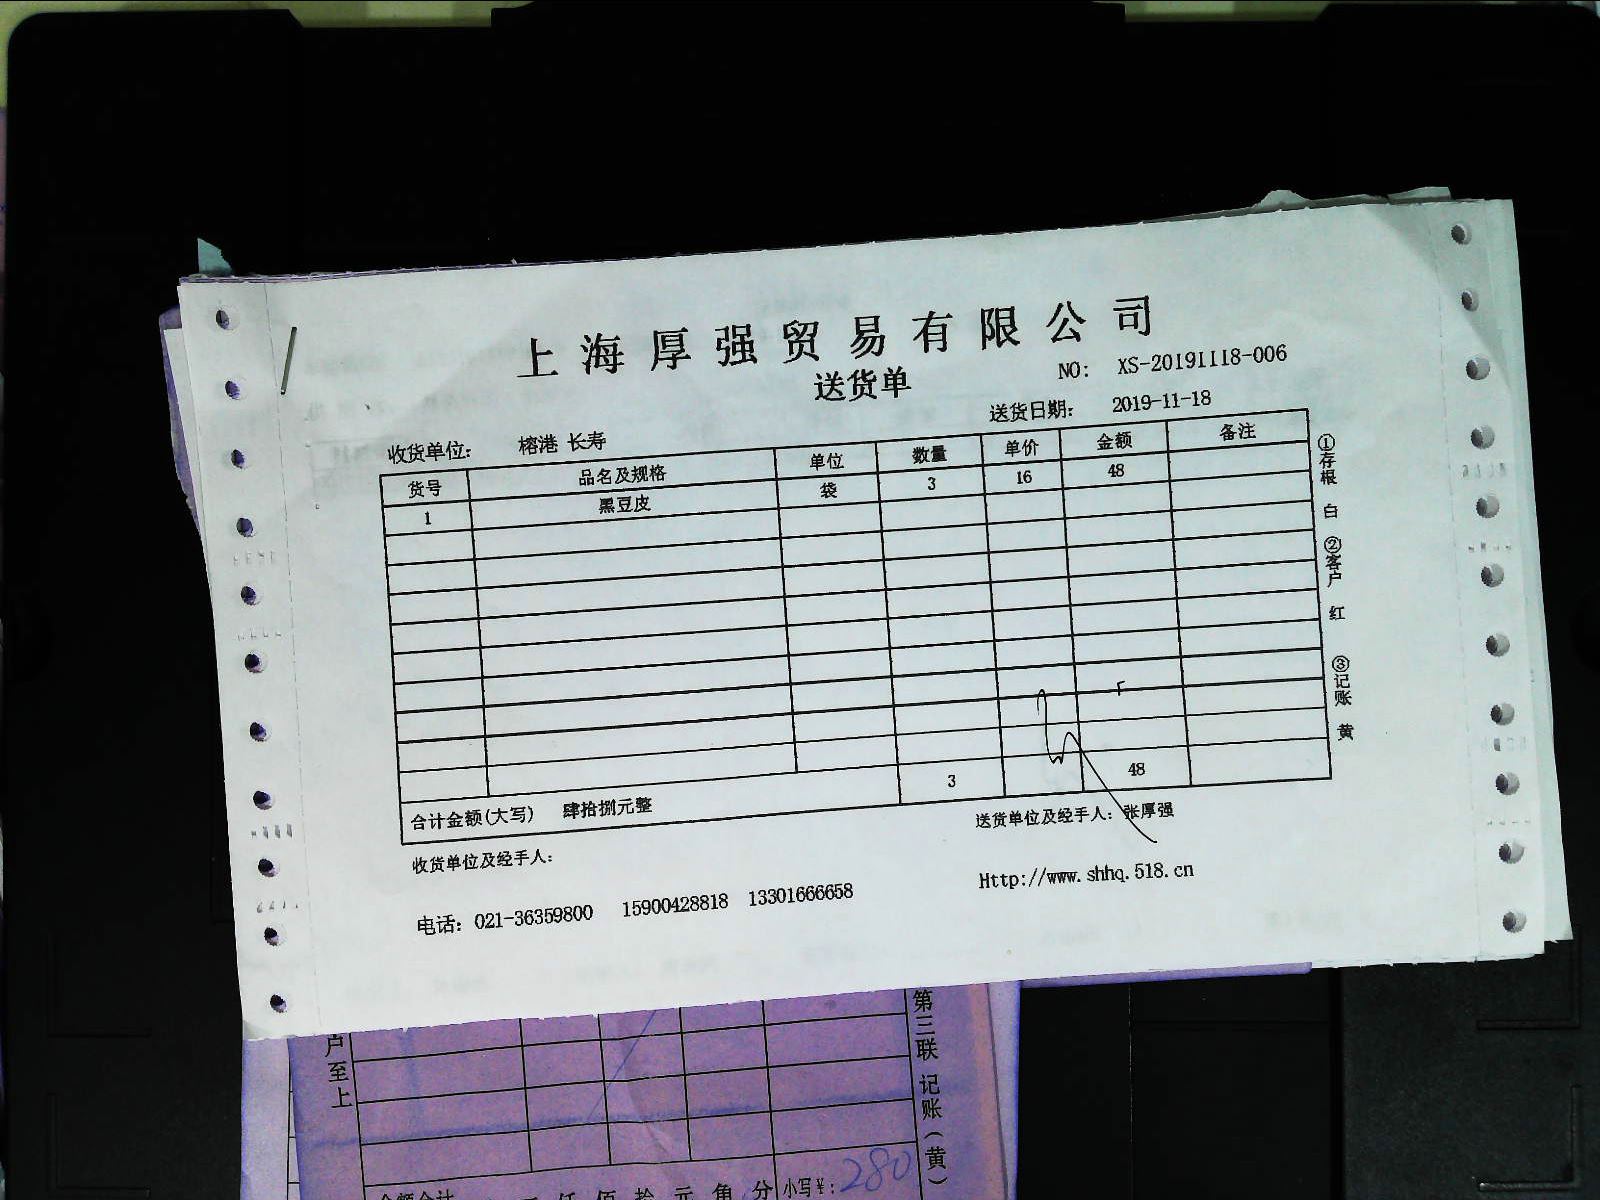 上海厚强贸易有限公司
送货单
NO: XS-20191118-006
送货日期: 2019-11-18
收货单位: 榕港 长寿
货号 品名及规格 单位 数量 单价 金额 备注
1 黑豆皮 袋 3 16 48
合计金额(大写) 肆拾捌元整 3 48
收货单位及经手人:
送货单位及经手人: 张厚强
电话: 021-36359800 15900428818 13301666658
Http://www.shhq.518.cn
①存根 白 ②客户 红 ③记账 黄
户至上
第三联 记账(黄)
仟 佰 拾 元 角 分 小写¥: 280